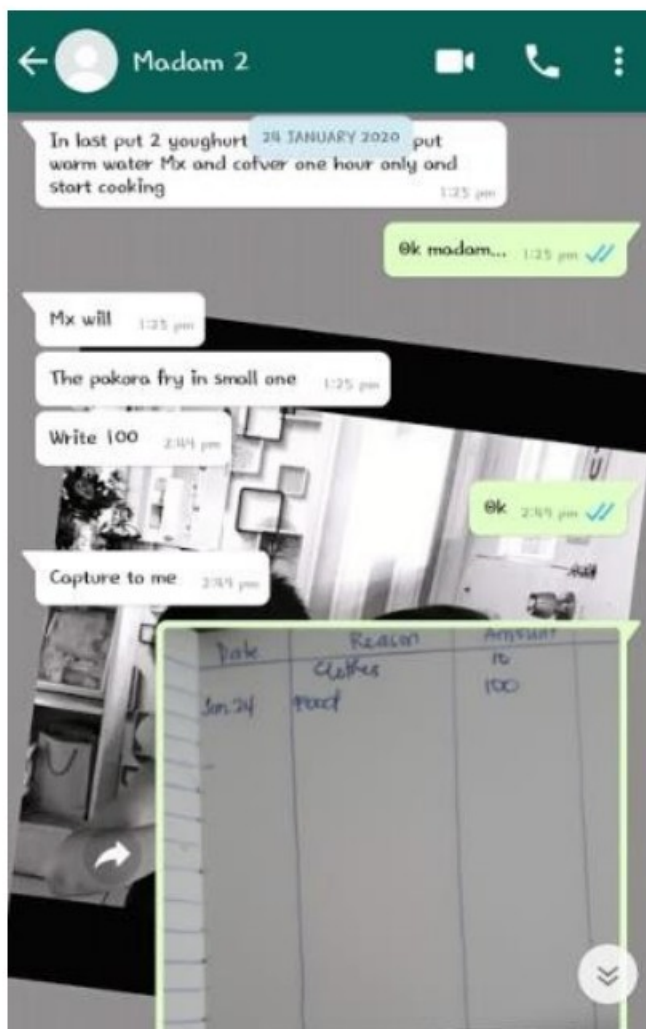 Madam 2
In last put 2 youghurt 24 JANUARY 2020 put
warm water Mx and cofver one hour only and
start cooking
1:25 pm
Ok madam... 1:25 pm
Mx will 1:25 pm
The pakora fry in small one 1:25 pm
Write 100 2:49 pm
Ok 2:49 pm
Capture to me 2:49 pm
Date Reason Amount
Clothes 10
Jan 24 100